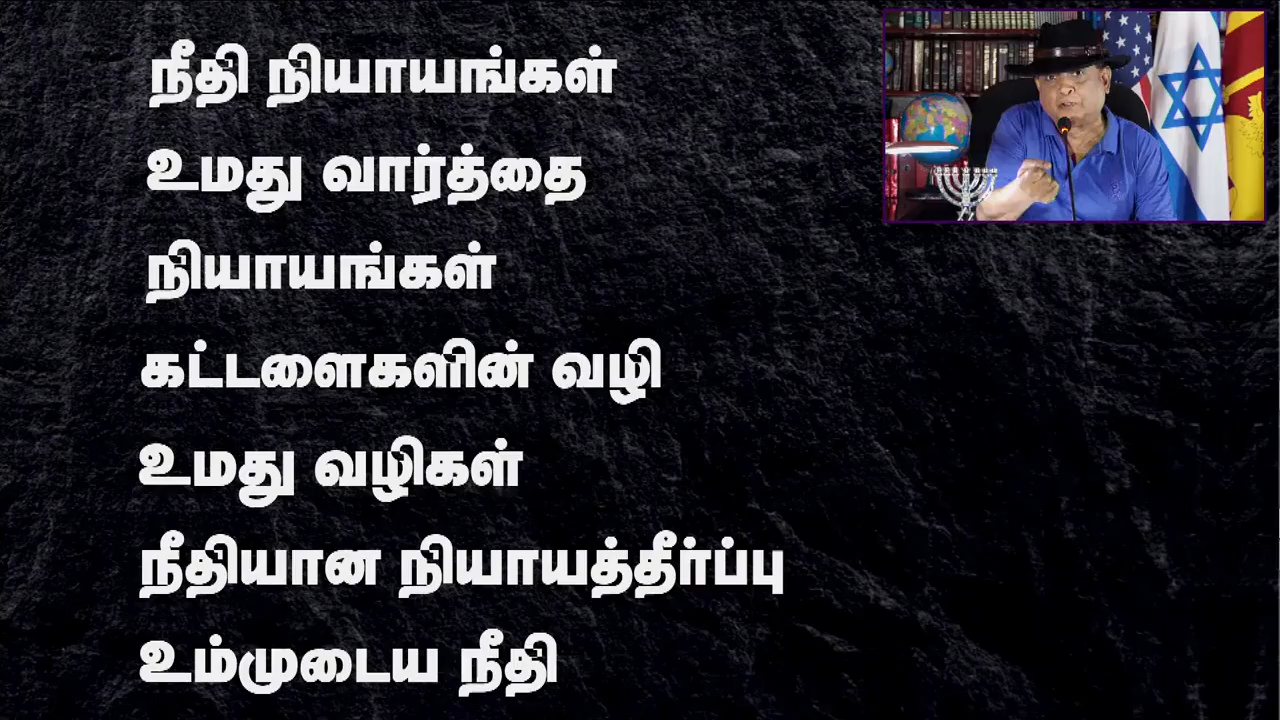 நீதி நியாயங்கள்
உமது வார்த்தை
நியாயங்கள்
கட்டளைகளின் வழி
உமது வழிகள்
நீதியான நியாயத்தீர்ப்பு
உம்முடைய நீதி